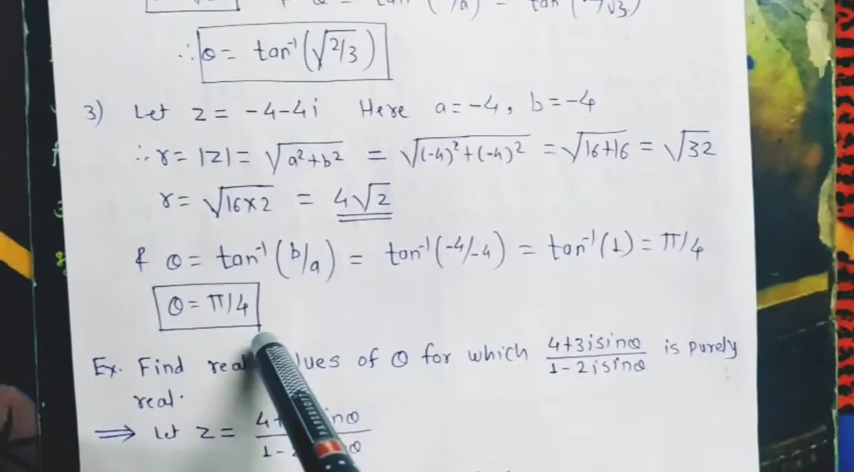 ∴ θ = tan⁻¹(√2/3)
3) Let z = -4-4i Here a = -4, b = -4
∴ r = |z| = √a²+b² = √(-4)²+(-4)² = √16+16 = √32
r = √16×2 = 4√2
& θ = tan⁻¹(b/a) = tan⁻¹(-4/-4) = tan⁻¹(1) = π/4
θ = π/4
Ex. Find real of θ for which 4+3isinθ/1-2isinθ is purely
real.
⟹ Let z =